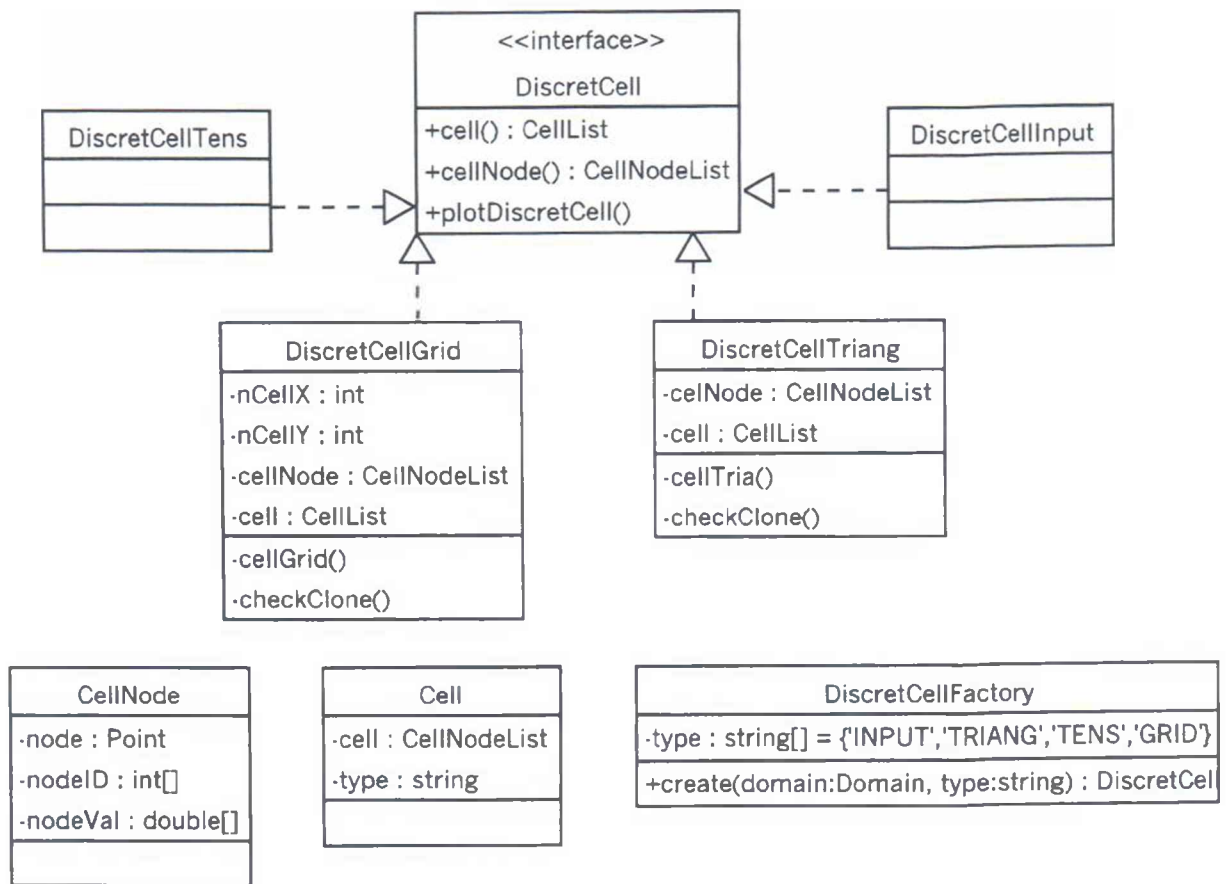 <<interface>>
DiscretCell
+cell() : CellList
+cellNode() : CellNodeList
+plotDiscretCell()
DiscretCellTens
DiscretCellInput
DiscretCellGrid
-nCellX : int
-nCellY : int
-cellNode : CellNodeList
-cell : CellList
-cellGrid()
-checkClone()
DiscretCellTriang
-celNode : CellNodeList
-cell : CellList
-cellTria()
-checkClone()
CellNode
-node : Point
-nodeID : int[]
-nodeVal : double[]
Cell
-cell : CellNodeList
-type : string
DiscretCellFactory
-type : string[] = {'INPUT','TRIANG','TENS','GRID'}
+create(domain:Domain, type:string) : DiscretCell